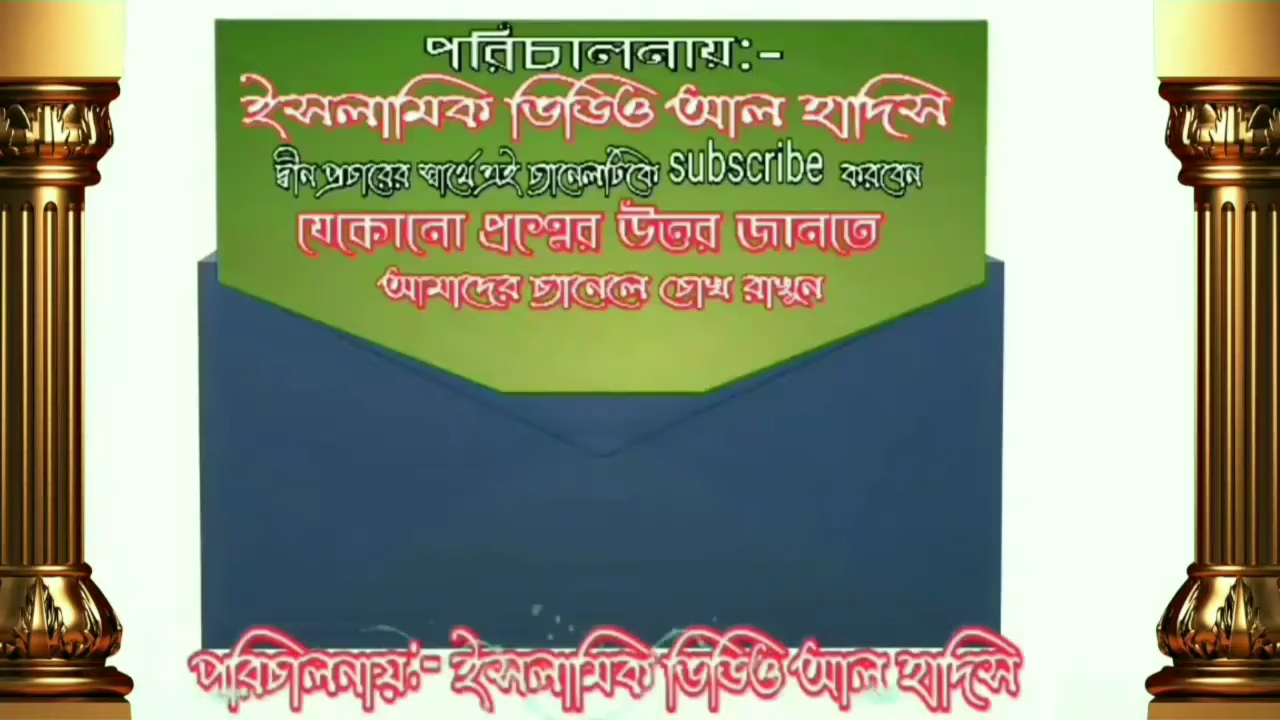 পরিচালনায়:-
ইসলামিক ভিডিও আল হাদিস
দ্বীন প্রচারের স্বার্থে এই চ্যানেলটিকে subscribe করবেন
যেকোনো প্রশ্নের উত্তর জানতে
আমাদের চ্যানেলে চোখ রাখুন
পরিচালনায়:- ইসলামিক ভিডিও আল হাদিস